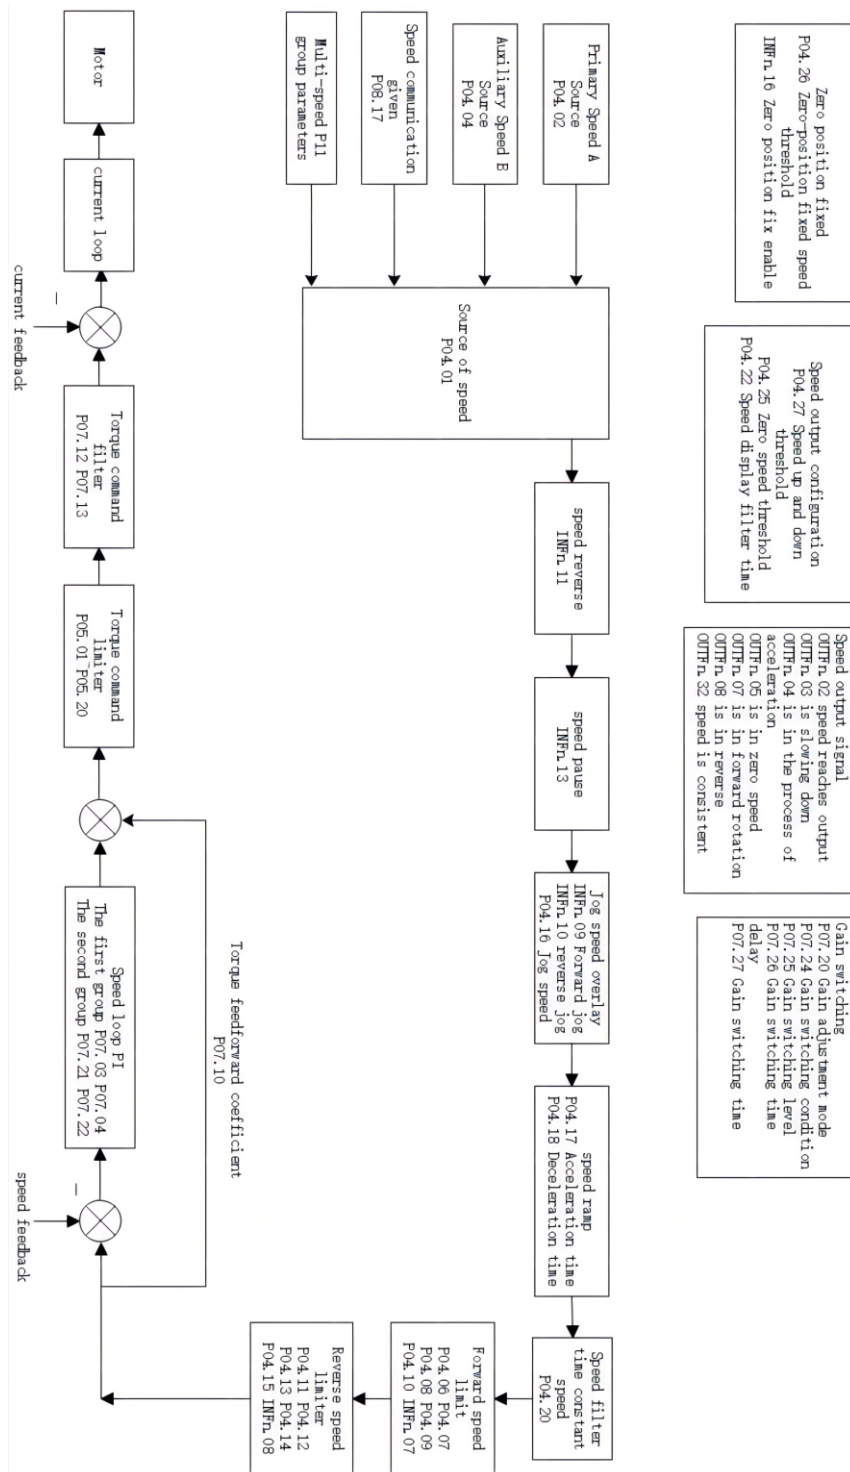 Zero position fixed
P04.26 Zero-position fixed speed
threshold
INFn.16 Zero position fix enable
Speed output configuration
P04.27 Speed up and down
threshold
P04.25 Zero speed threshold
P04.22 Speed display filter time
Speed output signal
OUTFn.02 speed reaches output
OUTFn.03 is slowing down
OUTFn.04 is in the process of
acceleration
OUTFn.05 is in zero speed
OUTFn.07 is in forward rotation
OUTFn.08 is in reverse
OUTFn.32 speed is consistent
Gain switching
P07.20 Gain adjustment mode
P07.24 Gain switching condition
P07.25 Gain switching level
P07.26 Gain switching time
delay
P07.27 Gain switching time
Primary Speed A
Source
P04.02
Auxiliary Speed B
Source
P04.04
Speed communication
given
P08.17
Multi-speed P11
group parameters
Source of speed
P04.01
speed reverse
INFn.11
speed pause
INFn.13
Jog speed overlay
INFn.09 Forward jog
INFn.10 reverse jog
P04.16 Jog speed
speed ramp
P04.17 Acceleration time
P04.18 Deceleration time
Speed filter
time constant
speed
P04.20
Forward speed
limit
P04.06 P04.07
P04.08 P04.09
P04.10 INFn.07
Reverse speed
limiter
P04.11 P04.12
P04.13 P04.14
P04.15 INFn.08
Torque feedforward coefficient
P07.10
speed feedback
Speed loop PI
The first group P07.03 P07.04
The second group P07.21 P07.22
Torque command
limiter
P05.01~P05.20
Torque command
filter
P07.12 P07.13
current feedback
current loop
Motor